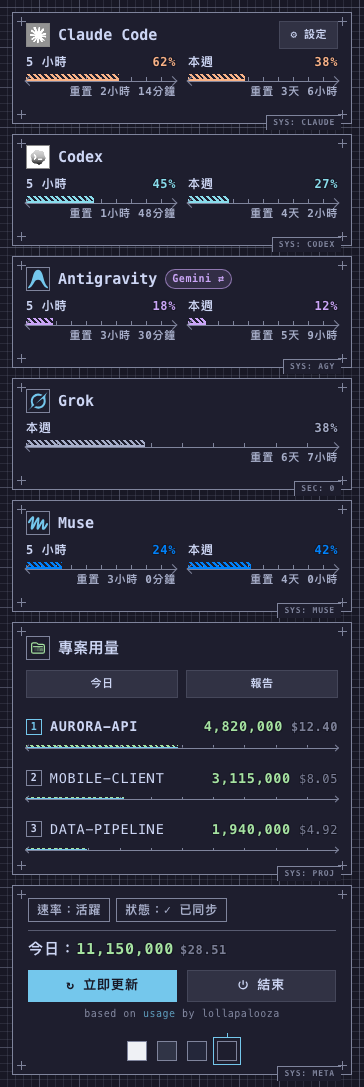 Claude Code
⚙ 設定
5 小時 62%
本週 38%
重置 2小時 14分鐘
重置 3天 6小時
SYS: CLAUDE
Codex
5 小時 45%
本週 27%
重置 1小時 48分鐘
重置 4天 2小時
SYS: CODEX
Antigravity Gemini ⇄
5 小時 18%
本週 12%
重置 3小時 30分鐘
重置 5天 9小時
SYS: AGY
Grok
本週 38%
重置 6天 7小時
SEC: 0
Muse
5 小時 24%
本週 42%
重置 3小時 0分鐘
重置 4天 0小時
SYS: MUSE
專案用量
今日
報告
1 AURORA-API 4,820,000 $12.40
2 MOBILE-CLIENT 3,115,000 $8.05
3 DATA-PIPELINE 1,940,000 $4.92
SYS: PROJ
速率：活躍
狀態：✓ 已同步
今日：11,150,000 $28.51
↻ 立即更新
⏻ 結束
based on usage by lollapalooza
SYS: META